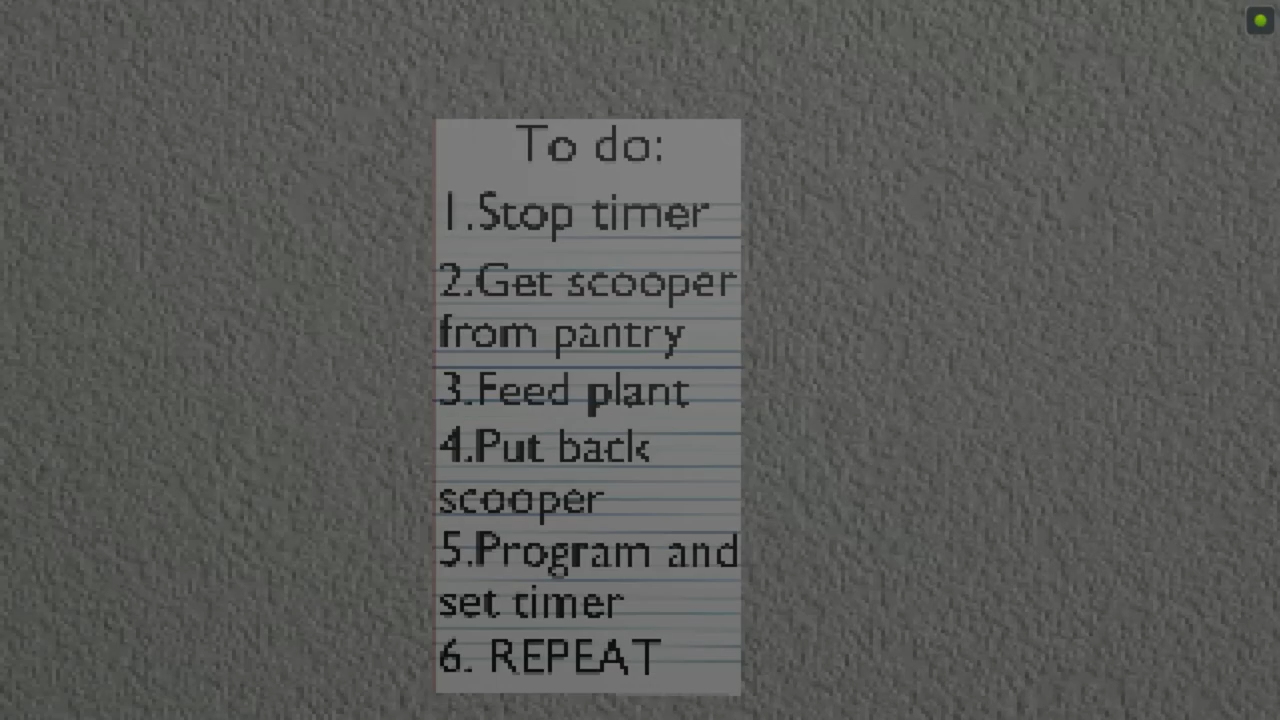 To do:
1.Stop timer
2.Get scooper
from pantry
3.Feed plant
4.Put back
scooper
5.Program and
set timer
6. REPEAT